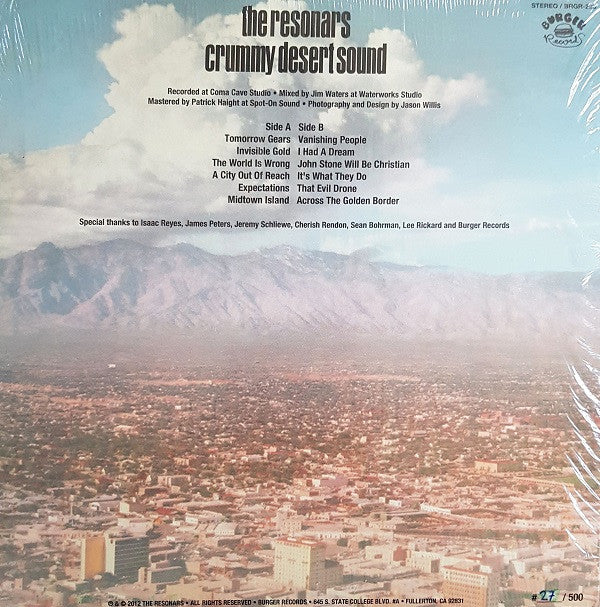 the resonars
crummy desert sound
STEREO / BRGR-
BURGER
Records
Recorded at Coma Cave Studio • Mixed by Jim Waters at Waterworks Studio
Mastered by Patrick Haight at Spot-On Sound • Photography and Design by Jason Willis
Side A Side B
Tomorrow Gears Vanishing People
Invisible Gold I Had A Dream
The World Is Wrong John Stone Will Be Christian
A City Out Of Reach It's What They Do
Expectations That Evil Drone
Midtown Island Across The Golden Border
Special thanks to Isaac Reyes, James Peters, Jeremy Schliewe, Cherish Rendon, Sean Bohrman, Lee Rickard and Burger Records
# 27 / 500
℗ & © 2012 THE RESONARS • ALL RIGHTS RESERVED • BURGER RECORDS • 645 S. STATE COLLEGE BLVD. #A • FULLERTON, CA 92831